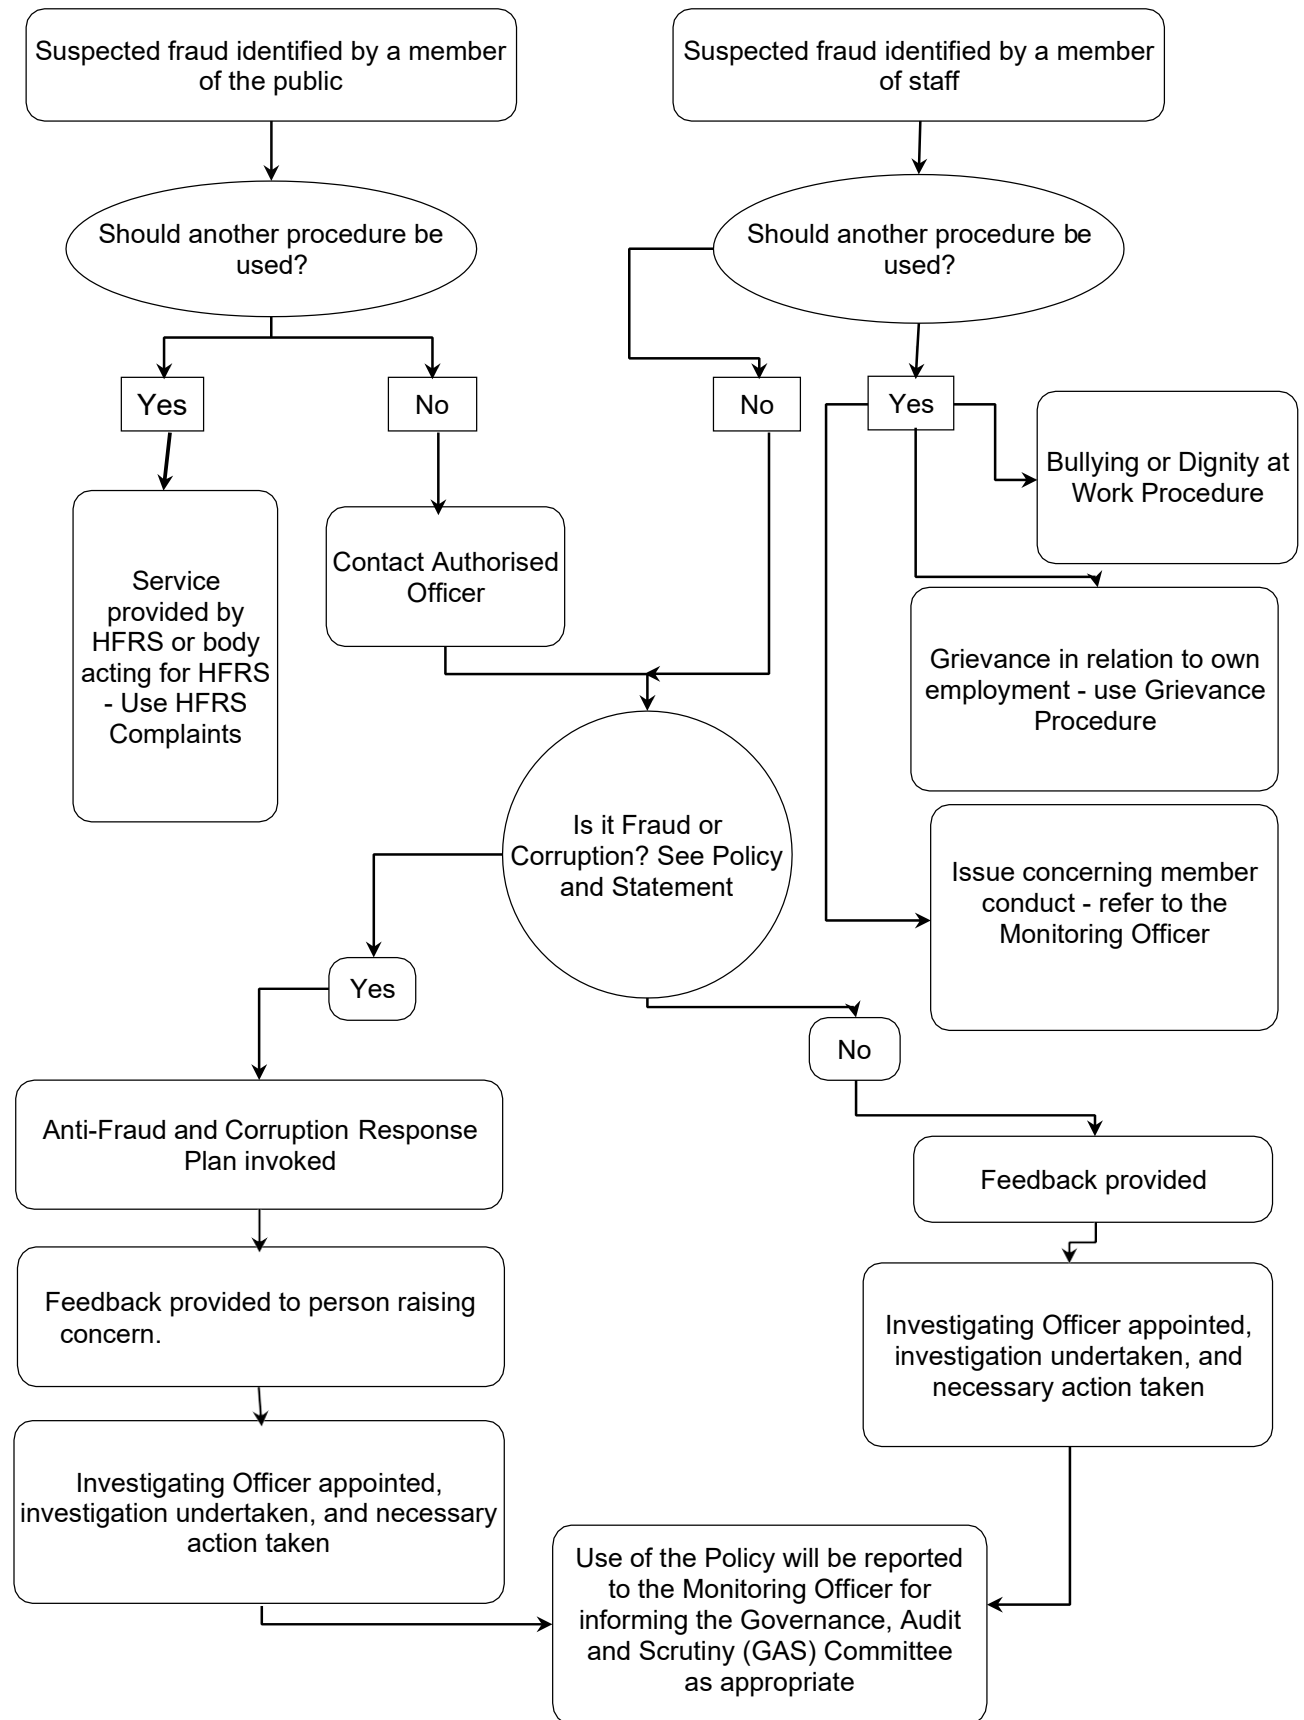 Suspected fraud identified by a member
of the public
Suspected fraud identified by a member
of staff
Should another procedure be
used?
Should another procedure be
used?
Yes
No
No
Yes
Bullying or Dignity at
Work Procedure
Service
provided by
HFRS or body
acting for HFRS
- Use HFRS
Complaints
Contact Authorised
Officer
Grievance in relation to own
employment - use Grievance
Procedure
Is it Fraud or
Corruption? See Policy
and Statement
Issue concerning member
conduct - refer to the
Monitoring Officer
Yes
No
Anti-Fraud and Corruption Response
Plan invoked
Feedback provided
Feedback provided to person raising
concern.
Investigating Officer appointed,
investigation undertaken, and
necessary action taken
Investigating Officer appointed,
investigation undertaken, and necessary
action taken
Use of the Policy will be reported
to the Monitoring Officer for
informing the Governance, Audit
and Scrutiny (GAS) Committee
as appropriate